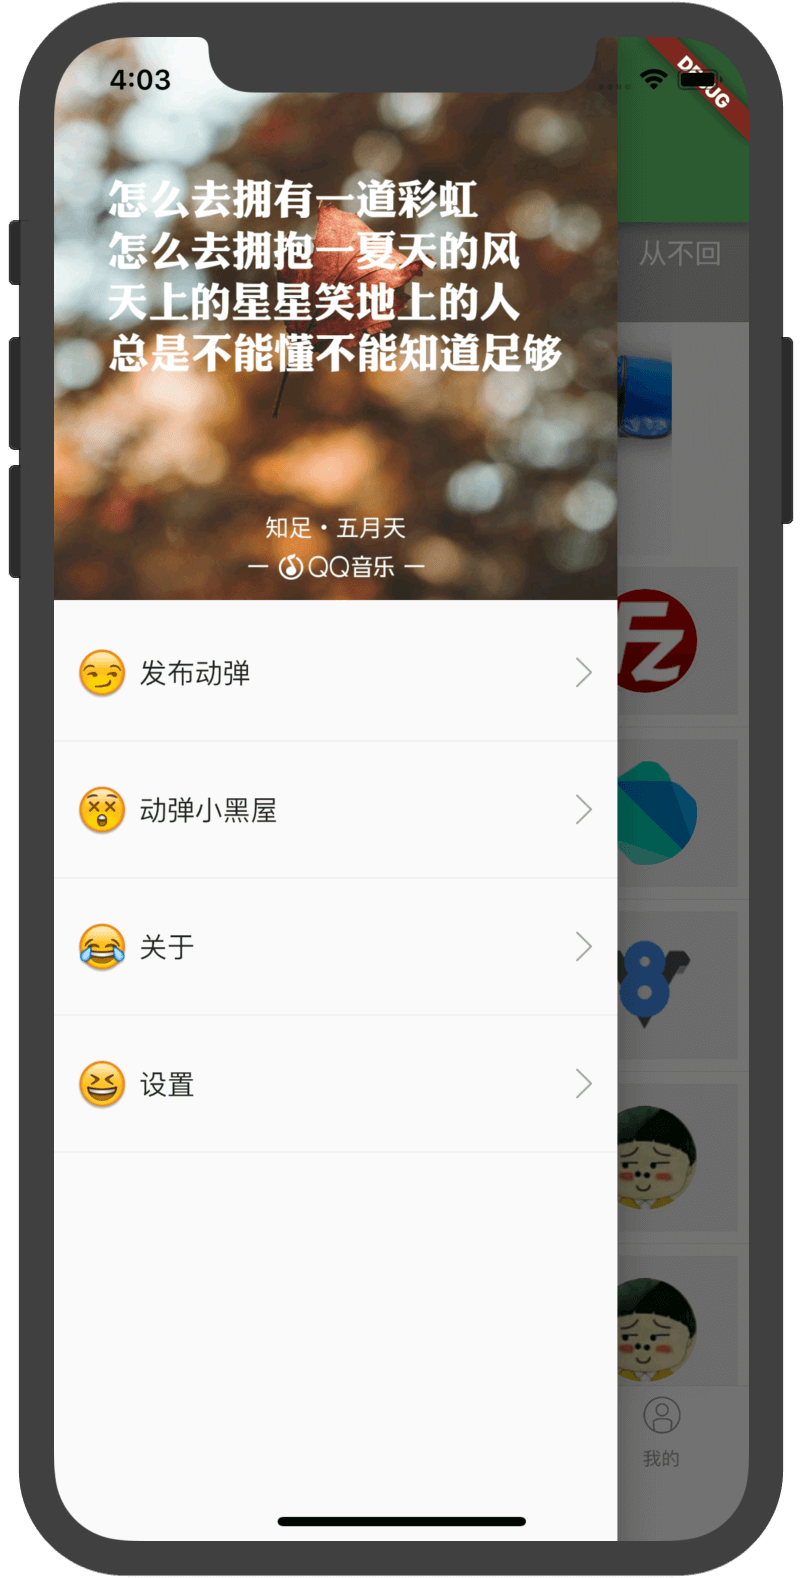 4:03
DEBUG
怎么去拥有一道彩虹
怎么去拥抱一夏天的风
天上的星星笑地上的人
总是不能懂不能知道足够
知足·五月天
QQ音乐
从不回
发布动弹
动弹小黑屋
关于
设置
我的